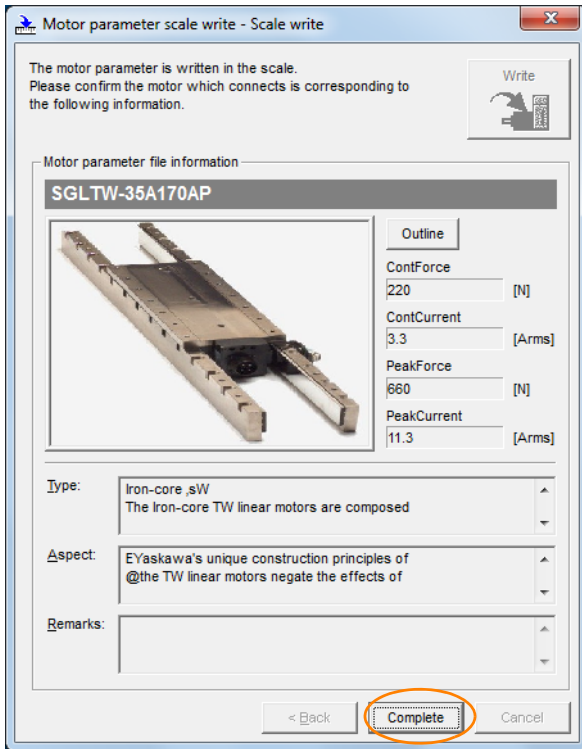 Motor parameter scale write - Scale write
The motor parameter is written in the scale.
Please confirm the motor which connects is corresponding to
the following information.
Write
Motor parameter file information
SGLTW-35A170AP
Outline
ContForce
220 [N]
ContCurrent
3.3 [Arms]
PeakForce
660 [N]
PeakCurrent
11.3 [Arms]
Type: Iron-core ,sW
The Iron-core TW linear motors are composed
Aspect: EYaskawa's unique construction principles of
@the TW linear motors negate the effects of
Remarks:
< Back Complete Cancel